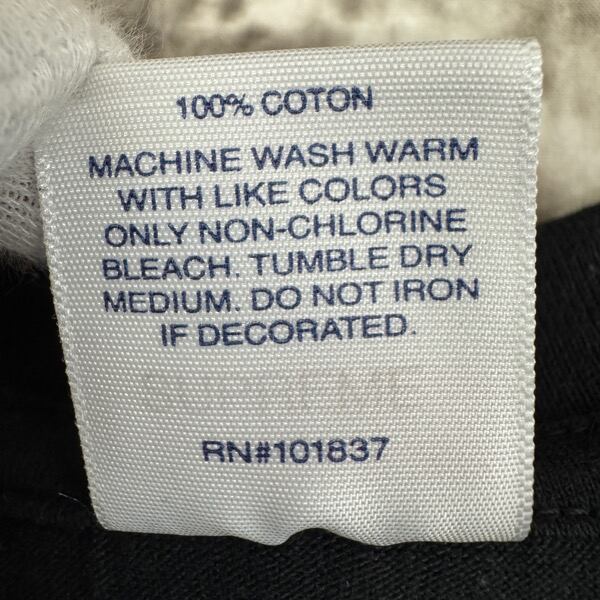 100% COTON
MACHINE WASH WARM
WITH LIKE COLORS
ONLY NON-CHLORINE
BLEACH. TUMBLE DRY
MEDIUM. DO NOT IRON
IF DECORATED.
RN#101837